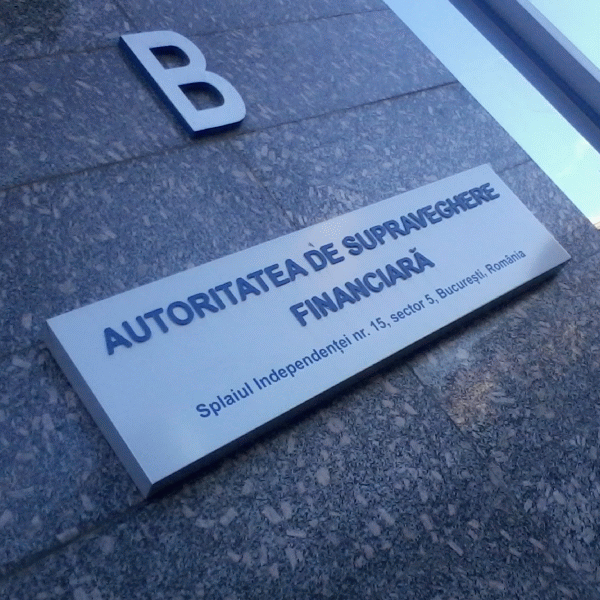 B
AUTORITATEA DE SUPRAVEGHERE
FINANCIARĂ
Splaiul Independenței nr. 15, sector 5, București, România